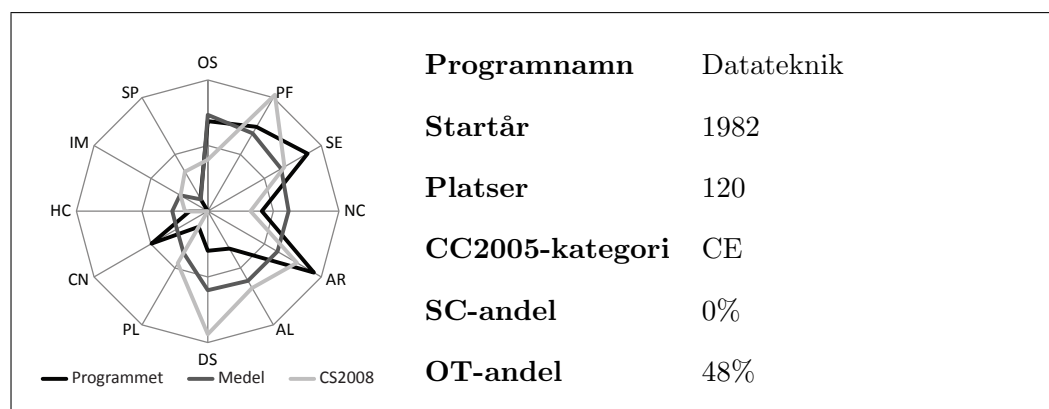 OS
SP PF
IM SE
HC NC
CN AR
PL AL
DS
Programmet Medel CS2008
Programnamn Datateknik
Startår 1982
Platser 120
CC2005-kategori CE
SC-andel 0%
OT-andel 48%